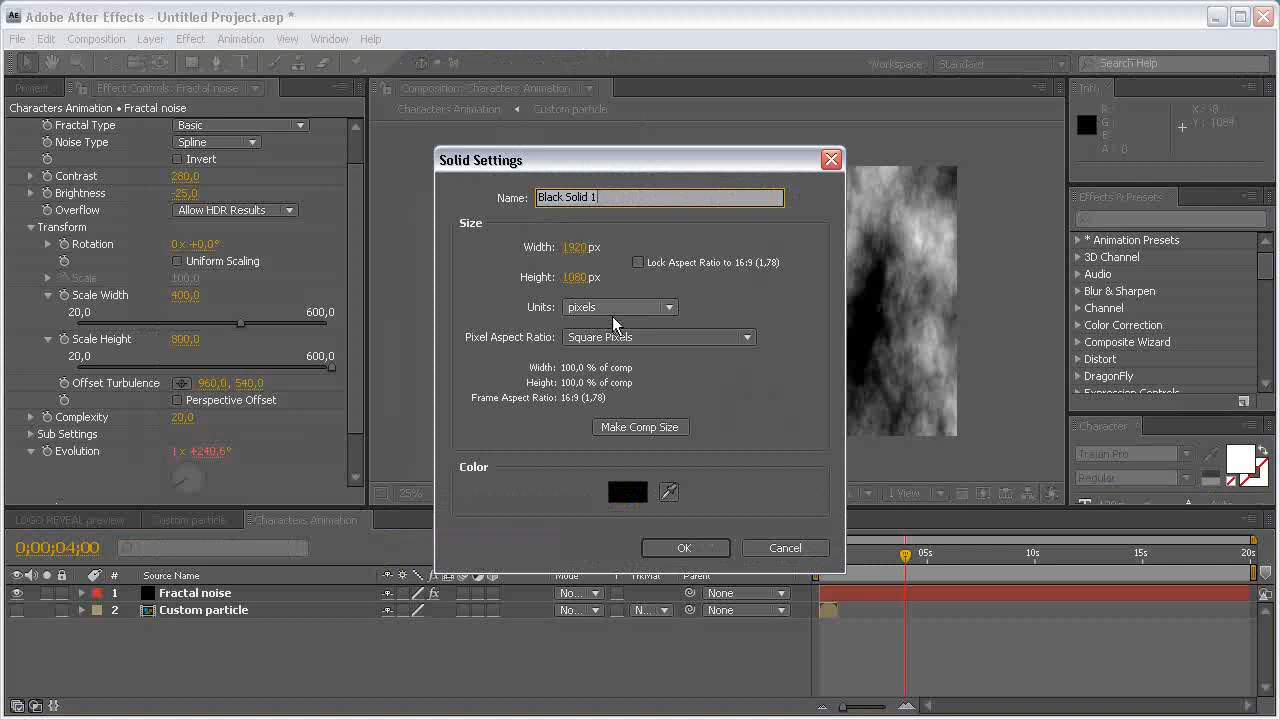 Adobe After Effects - Untitled Project.aep *
File Edit Composition Layer Effect Animation View Window Help
Workspace: Standard Search Help
Project Effect Controls: Fractal noise
Composition: Characters Animation
Info
Characters Animation • Fractal noise
Characters Animation Custom particle
R: G: B: A: 0
X: -8 Y: 1084
Fractal Type Basic
Noise Type Spline
Invert
Contrast 280,0
Brightness -25,0
Overflow Allow HDR Results
Transform
Rotation 0 x +0,0°
Uniform Scaling
Scale 100,0
Scale Width 400,0
20,0 600,0
Scale Height 800,0
20,0 600,0
Offset Turbulence 960,0, 540,0
Perspective Offset
Complexity 20,0
Sub Settings
Evolution 1 x +240,6°
Solid Settings
Name: Black Solid 1
Size
Width: 1920 px
Lock Aspect Ratio to 16:9 (1,78)
Height: 1080 px
Units: pixels
Pixel Aspect Ratio: Square Pixels
Width: 100,0 % of comp
Height: 100,0 % of comp
Frame Aspect Ratio: 16:9 (1,78)
Make Comp Size
Color
OK Cancel
Effects & Presets
* Animation Presets
3D Channel
Audio
Blur & Sharpen
Channel
Color Correction
Composite Wizard
Distort
DragonFly
Expression Controls
Character
Trajan Pro
Regular
25% 1 View
LOGO REVEAL preview Custom particle Characters Animation
0;00;04;00
05s 10s 15s 20s
# Source Name Mode T TrkMat Parent
1 Fractal noise No... None
2 Custom particle No... N... None